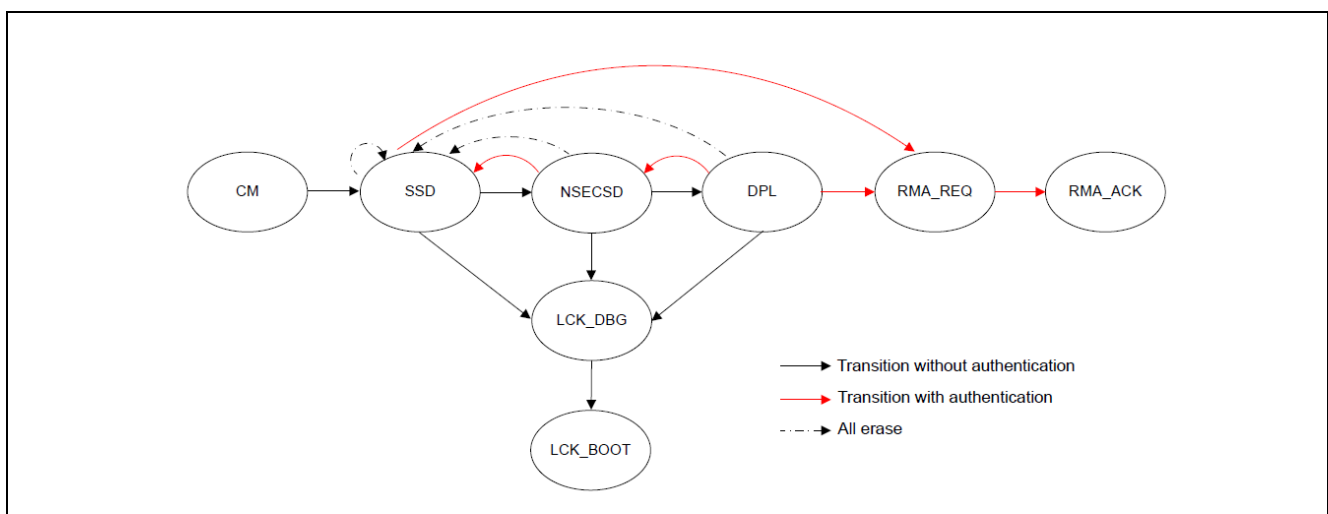 CM
SSD
NSECSD
DPL
RMA_REQ
RMA_ACK
LCK_DBG
Transition without authentication
Transition with authentication
All erase
LCK_BOOT